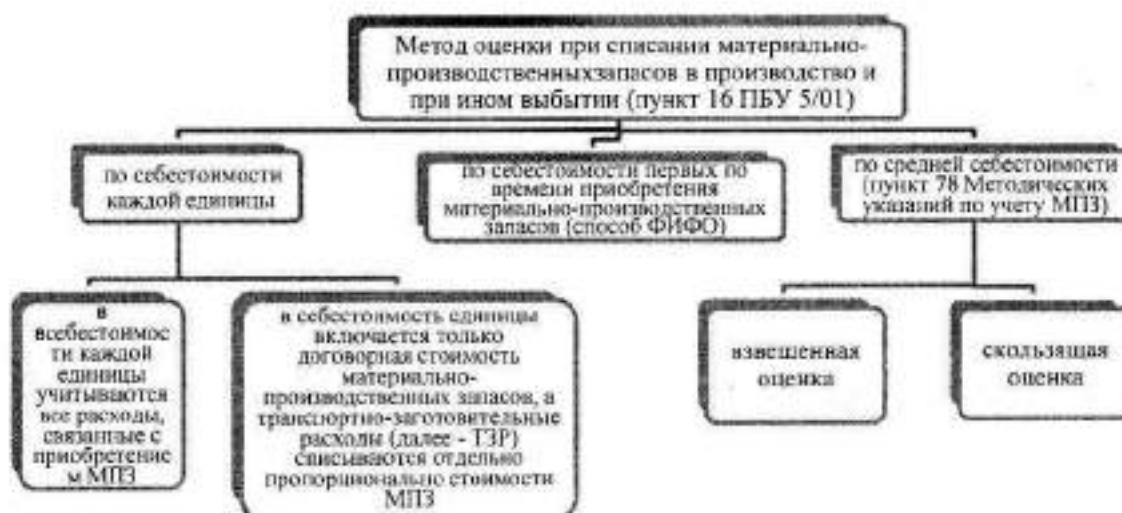 Метод оценки при списании материально-
производственныхзапасов в производство и
при ином выбытии (пункт 16 ПБУ 5/01)
по себестоимости
каждой единицы
по себестоимости первых по
времени приобретения
материально-производственных
запасов (способ ФИФО)
по средней себестоимости
(пункт 78 Методических
указаний по учету МПЗ)
в
всебестоимос
ти каждой
единицы
учитываются
все расходы,
связанные с
приобретение
м МПЗ
в себестоимость единицы
включается только
договорная стоимость
материально-
производственных запасов, а
транспортно-заготовительные
расходы (далее - ТЗР)
списываются отдельно
пропорционально стоимости
МПЗ
взвешенная
оценка
скользящая
оценка